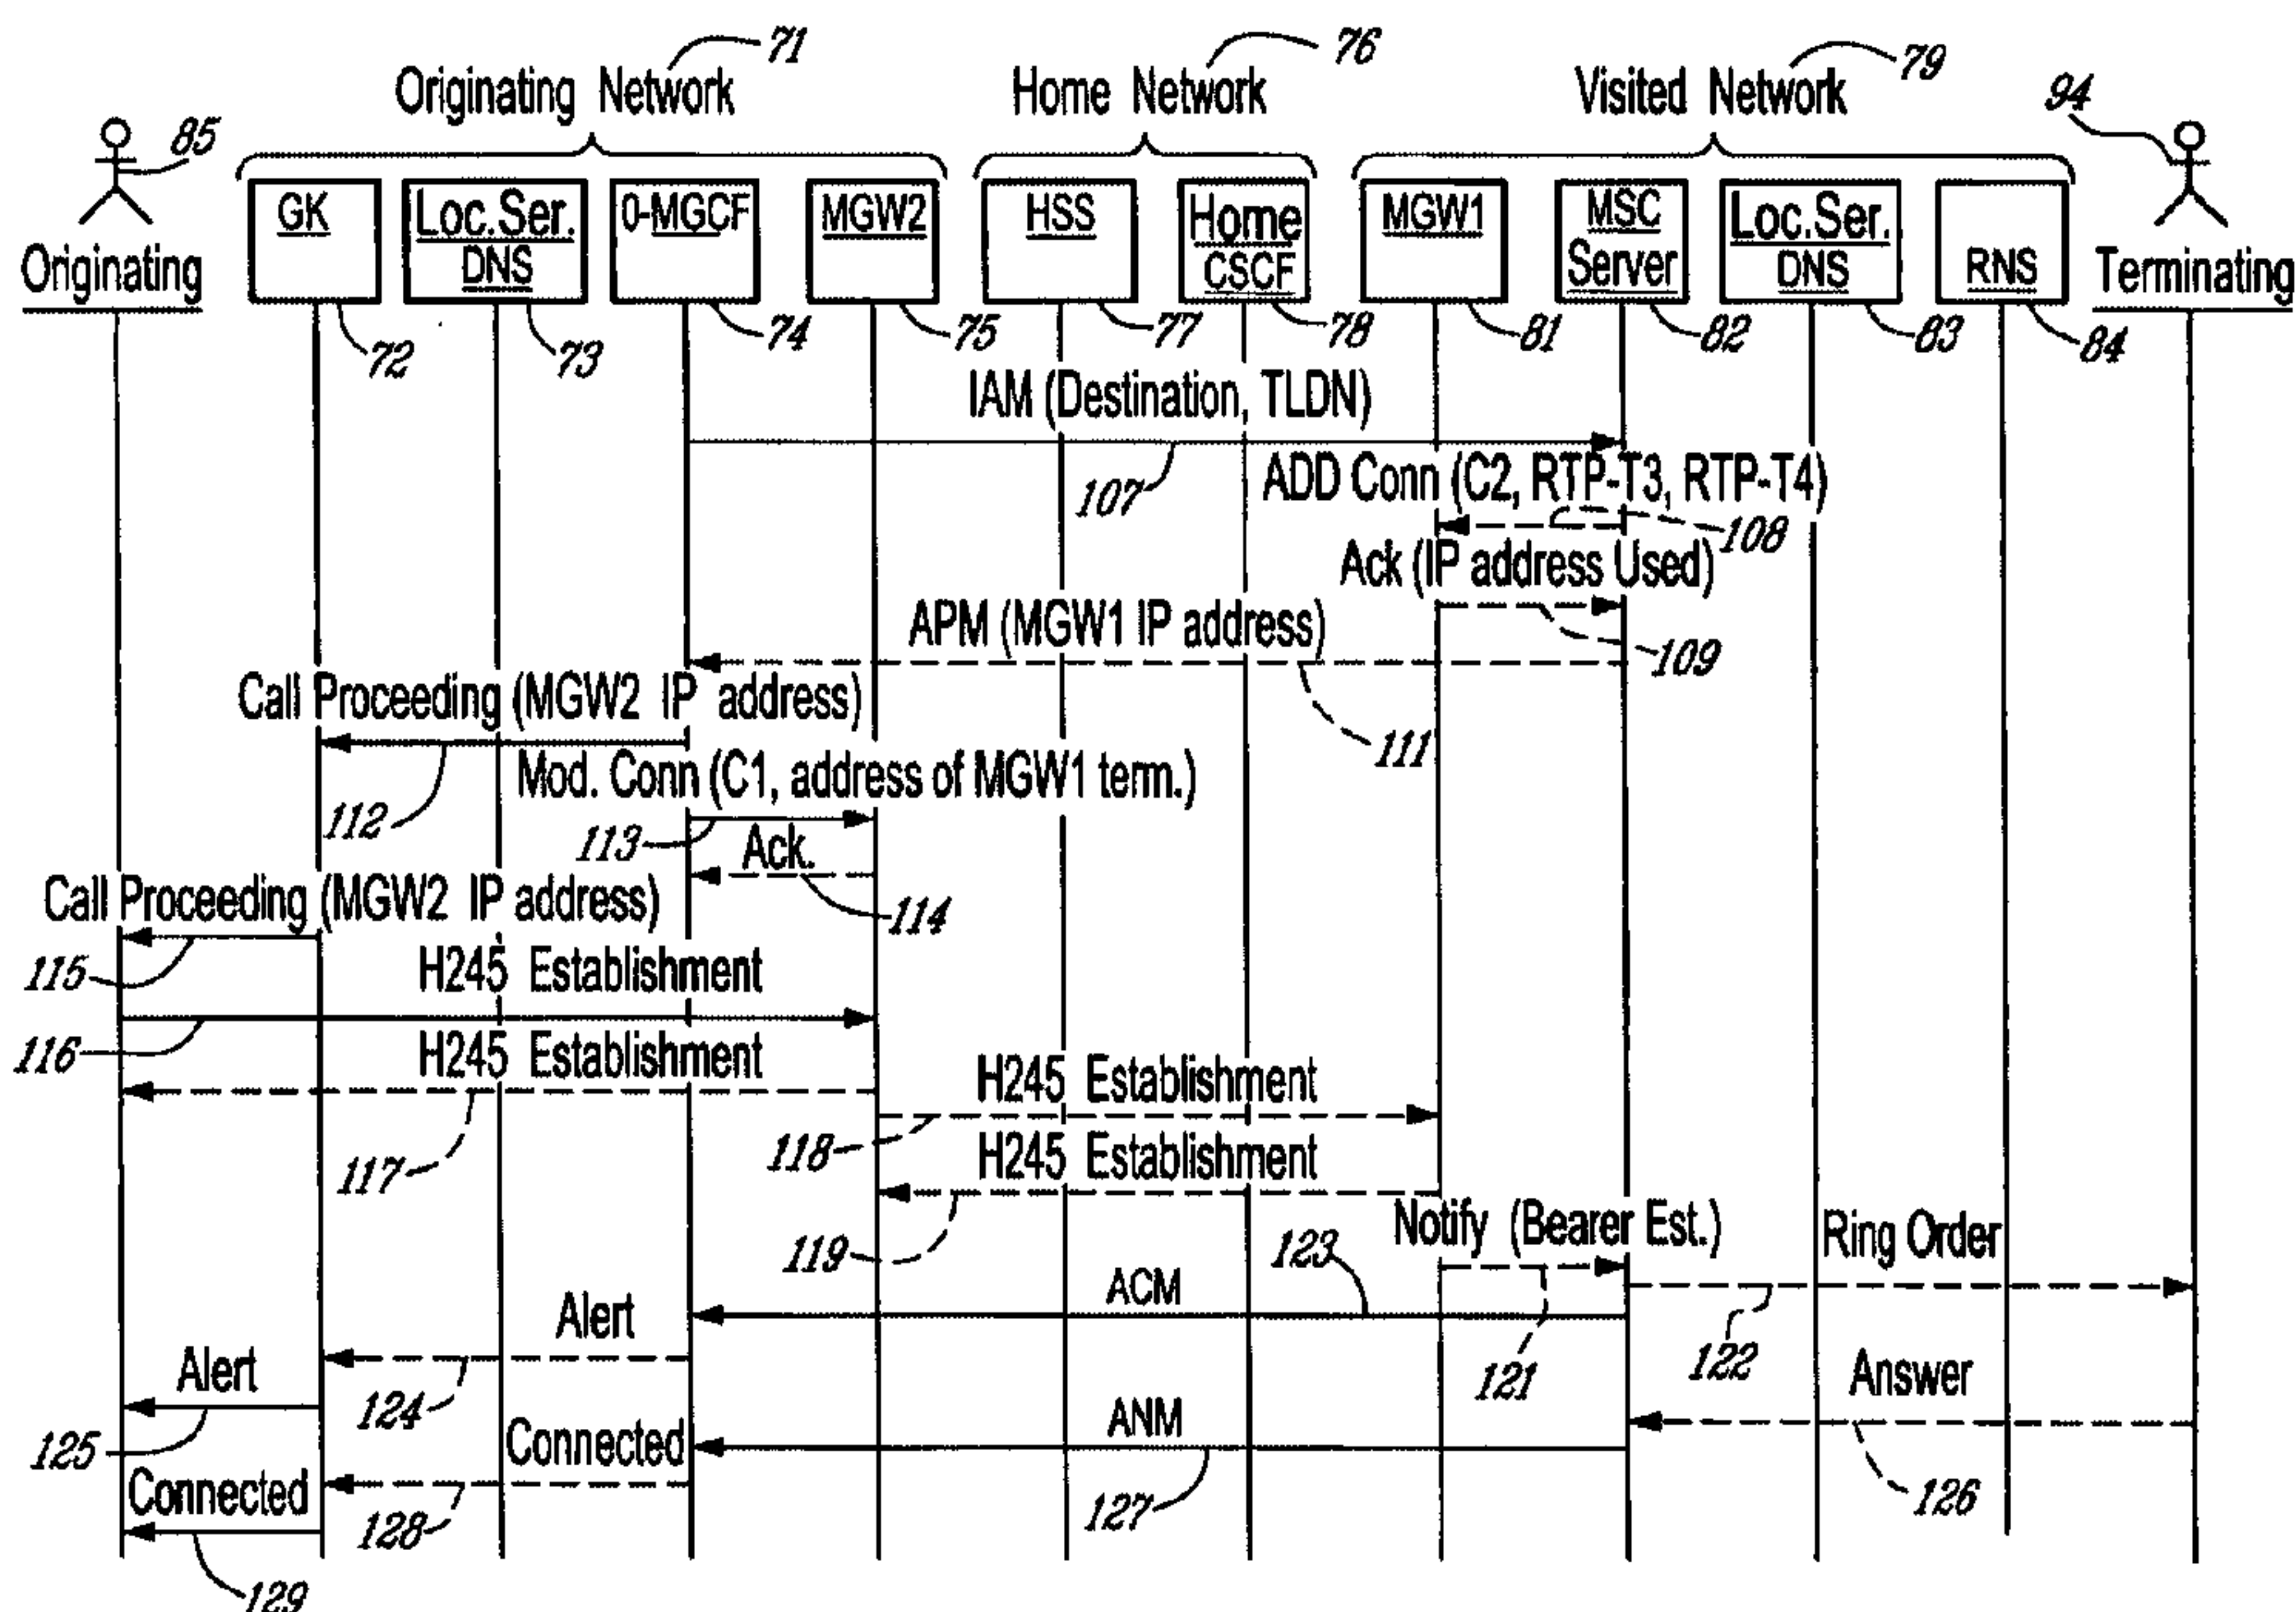 71 76 79
Originating Network Home Network Visited Network
85 94
GK Loc.Ser. DNS 0-MGCF MGW2 HSS Home CSCF MGW1 MSC Server Loc.Ser. DNS RNS
Originating Terminating
72 73 74 75 77 78 81 82 83 84
IAM (Destination, TLDN)
107
ADD Conn (C2, RTP-T3, RTP-T4)
108
Ack (IP address Used)
109
APM (MGW1 IP address)
111
Call Proceeding (MGW2 IP address)
112
Mod. Conn (C1, address of MGW1 term.)
113
Ack.
114
Call Proceeding (MGW2 IP address)
115
H245 Establishment
116
H245 Establishment
117
H245 Establishment
118
H245 Establishment
119
Notify (Bearer Est.)
121
Ring Order
122
ACM
123
Alert
124
Alert
125
Answer
126
ANM
127
Connected
128
Connected
129